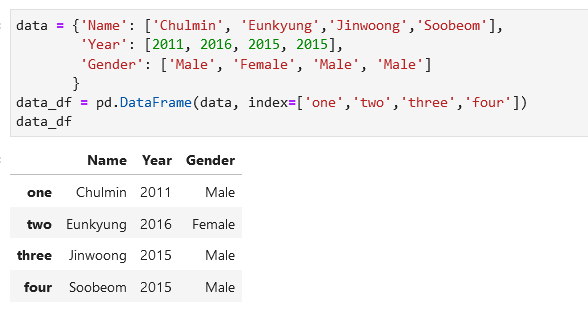 data = {'Name': ['Chulmin', 'Eunkyung','Jinwoong','Soobeom'],
'Year': [2011, 2016, 2015, 2015],
'Gender': ['Male', 'Female', 'Male', 'Male']
}
data_df = pd.DataFrame(data, index=['one','two','three','four'])
data_df
Name Year Gender
one Chulmin 2011 Male
two Eunkyung 2016 Female
three Jinwoong 2015 Male
four Soobeom 2015 Male